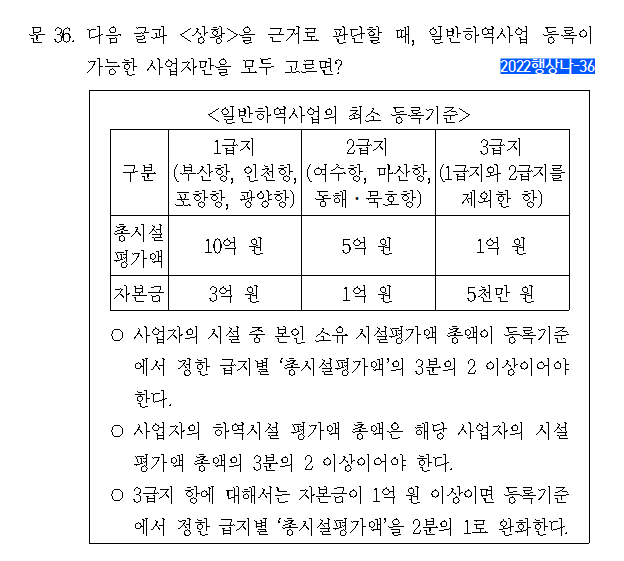 문 36. 다음 글과 <상황>을 근거로 판단할 때, 일반하역사업 등록이
가능한 사업자만을 모두 고르면?
2022행상나-36
<일반하역사업의 최소 등록기준>
구분
1급지
(부산항, 인천항,
포항항, 광양항)
2급지
(여수항, 마산항,
동해·묵호항)
3급지
(1급지와 2급지를
제외한 항)
총시설
평가액
10억 원
5억 원
1억 원
자본금
3억 원
1억 원
5천만 원
○ 사업자의 시설 중 본인 소유 시설평가액 총액이 등록기준
에서 정한 급지별 ‘총시설평가액’의 3분의 2 이상이어야
한다.
○ 사업자의 하역시설 평가액 총액은 해당 사업자의 시설
평가액 총액의 3분의 2 이상이어야 한다.
○ 3급지 항에 대해서는 자본금이 1억 원 이상이면 등록기준
에서 정한 급지별 ‘총시설평가액’을 2분의 1로 완화한다.